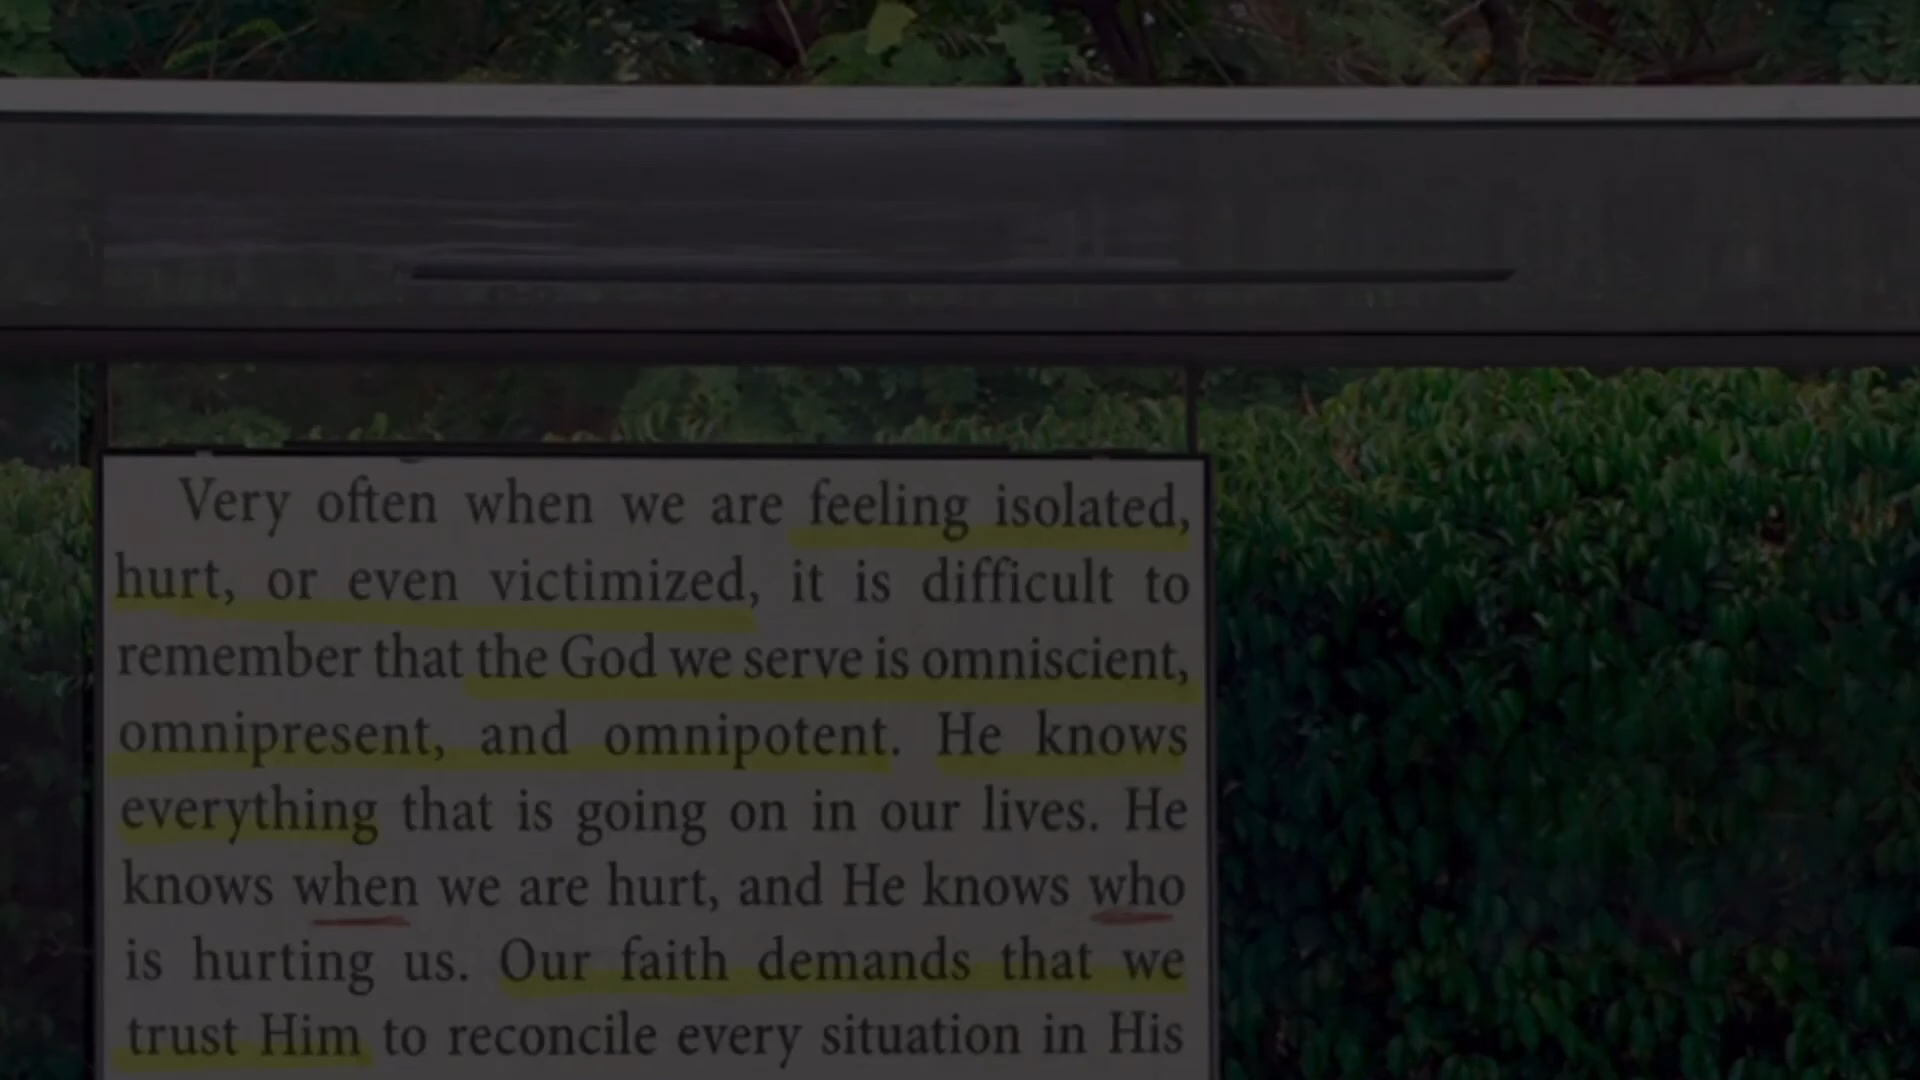 Very often when we are feeling isolated,
hurt, or even victimized, it is difficult to
remember that the God we serve is omniscient,
omnipresent, and omnipotent. He knows
everything that is going on in our lives. He
knows when we are hurt, and He knows who
is hurting us. Our faith demands that we
trust Him to reconcile every situation in His